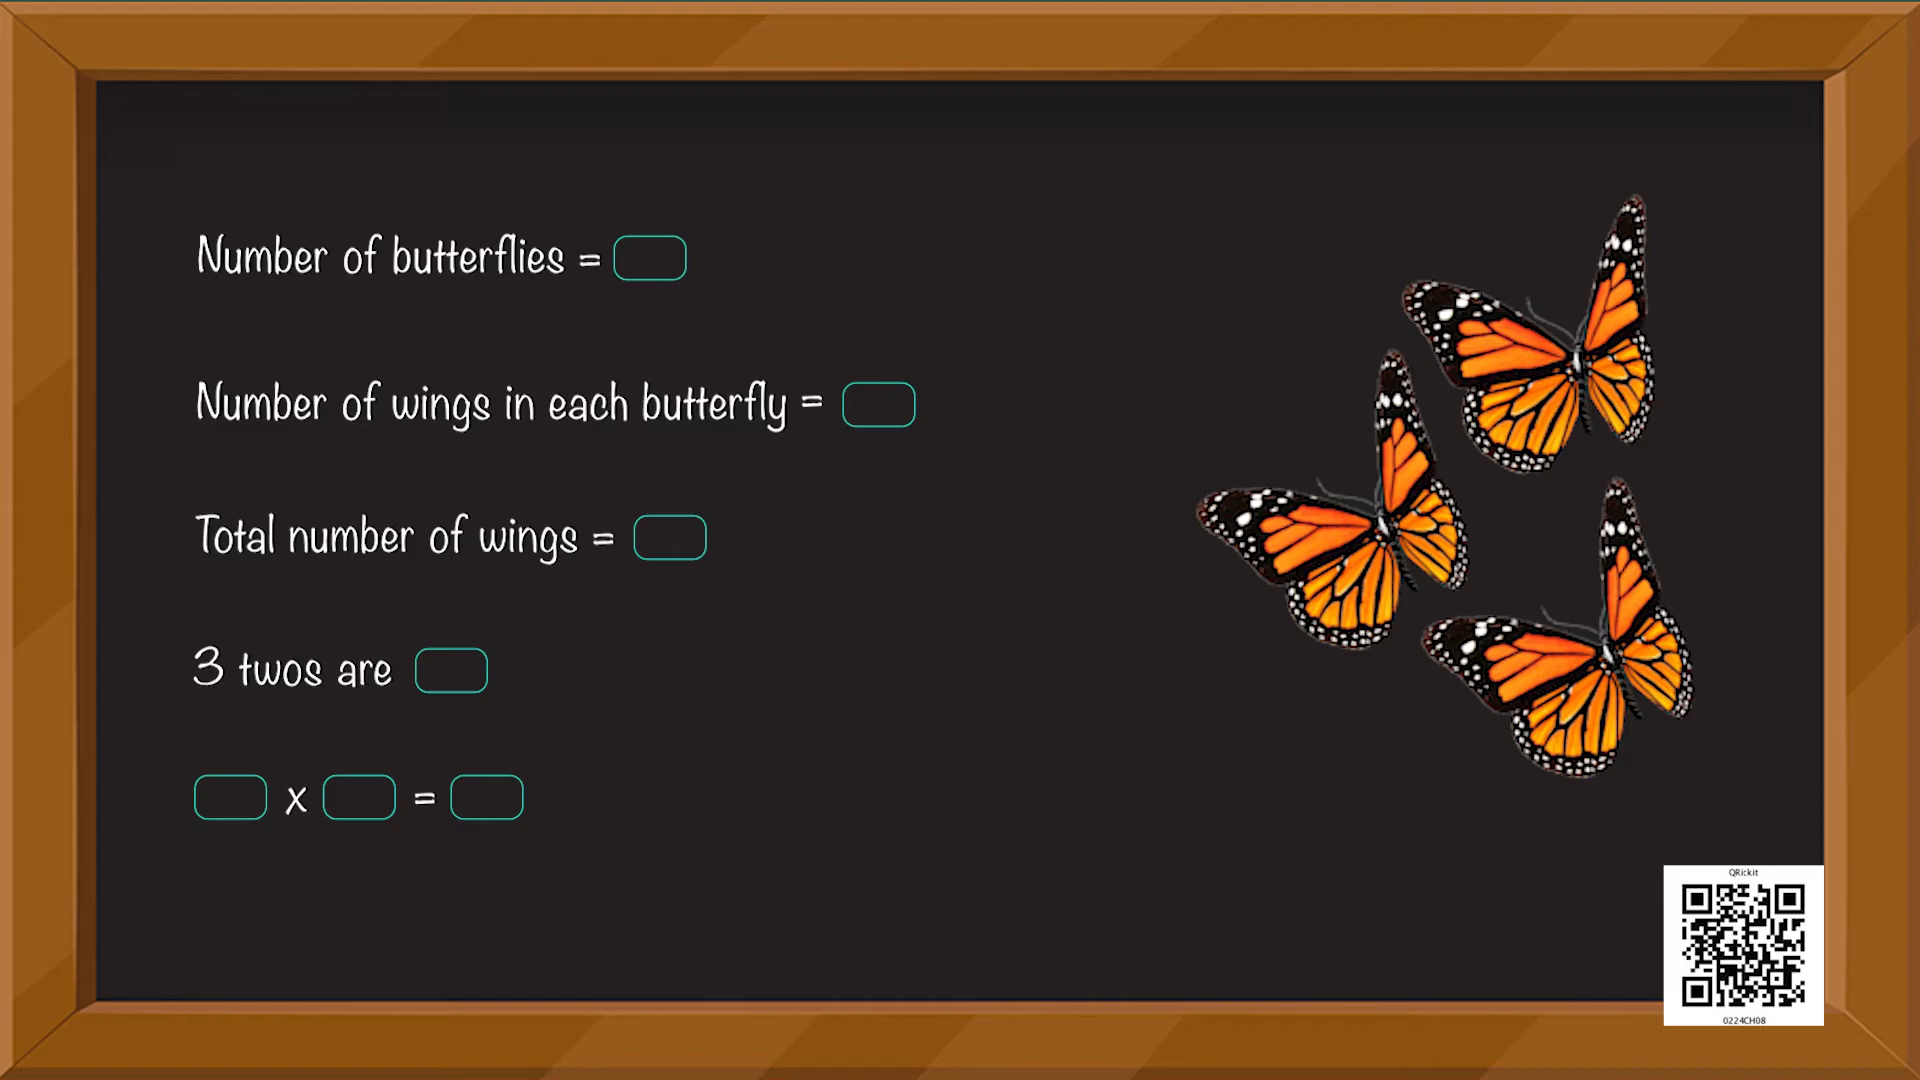 Number of butterflies =
Number of wings in each butterfly =
Total number of wings =
3 twos are
x =
QRickit
0224CH08